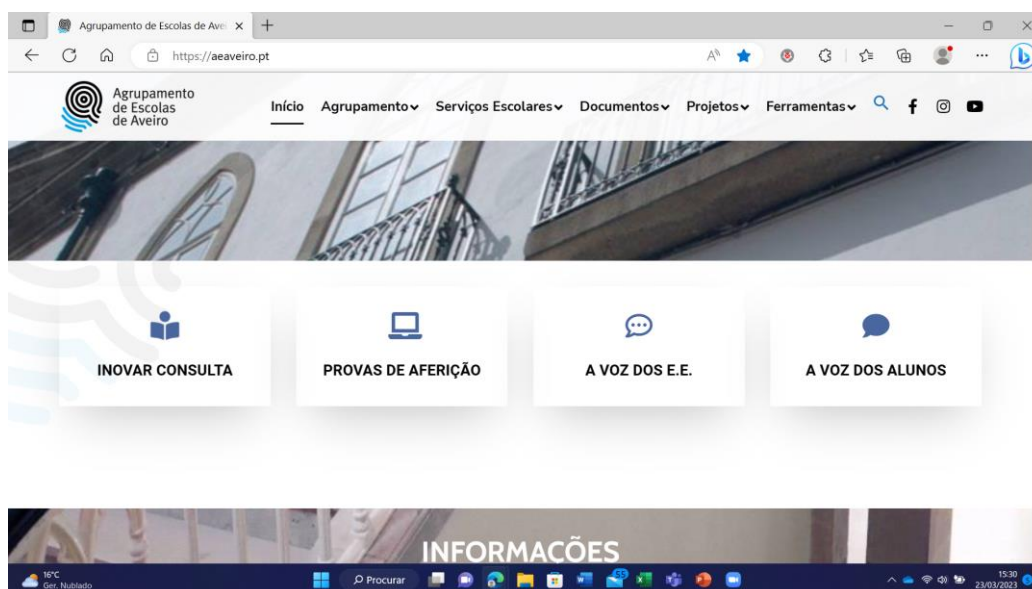 Agrupamento de Escolas de Ave
https://aeaveiro.pt
Agrupamento
de Escolas
de Aveiro
Início Agrupamento Serviços Escolares Documentos Projetos Ferramentas
INOVAR CONSULTA PROVAS DE AFERIÇÃO A VOZ DOS E.E. A VOZ DOS ALUNOS
INFORMAÇÕES
16°C
Ger. Nublado
Procurar
55
15:30
23/03/2023